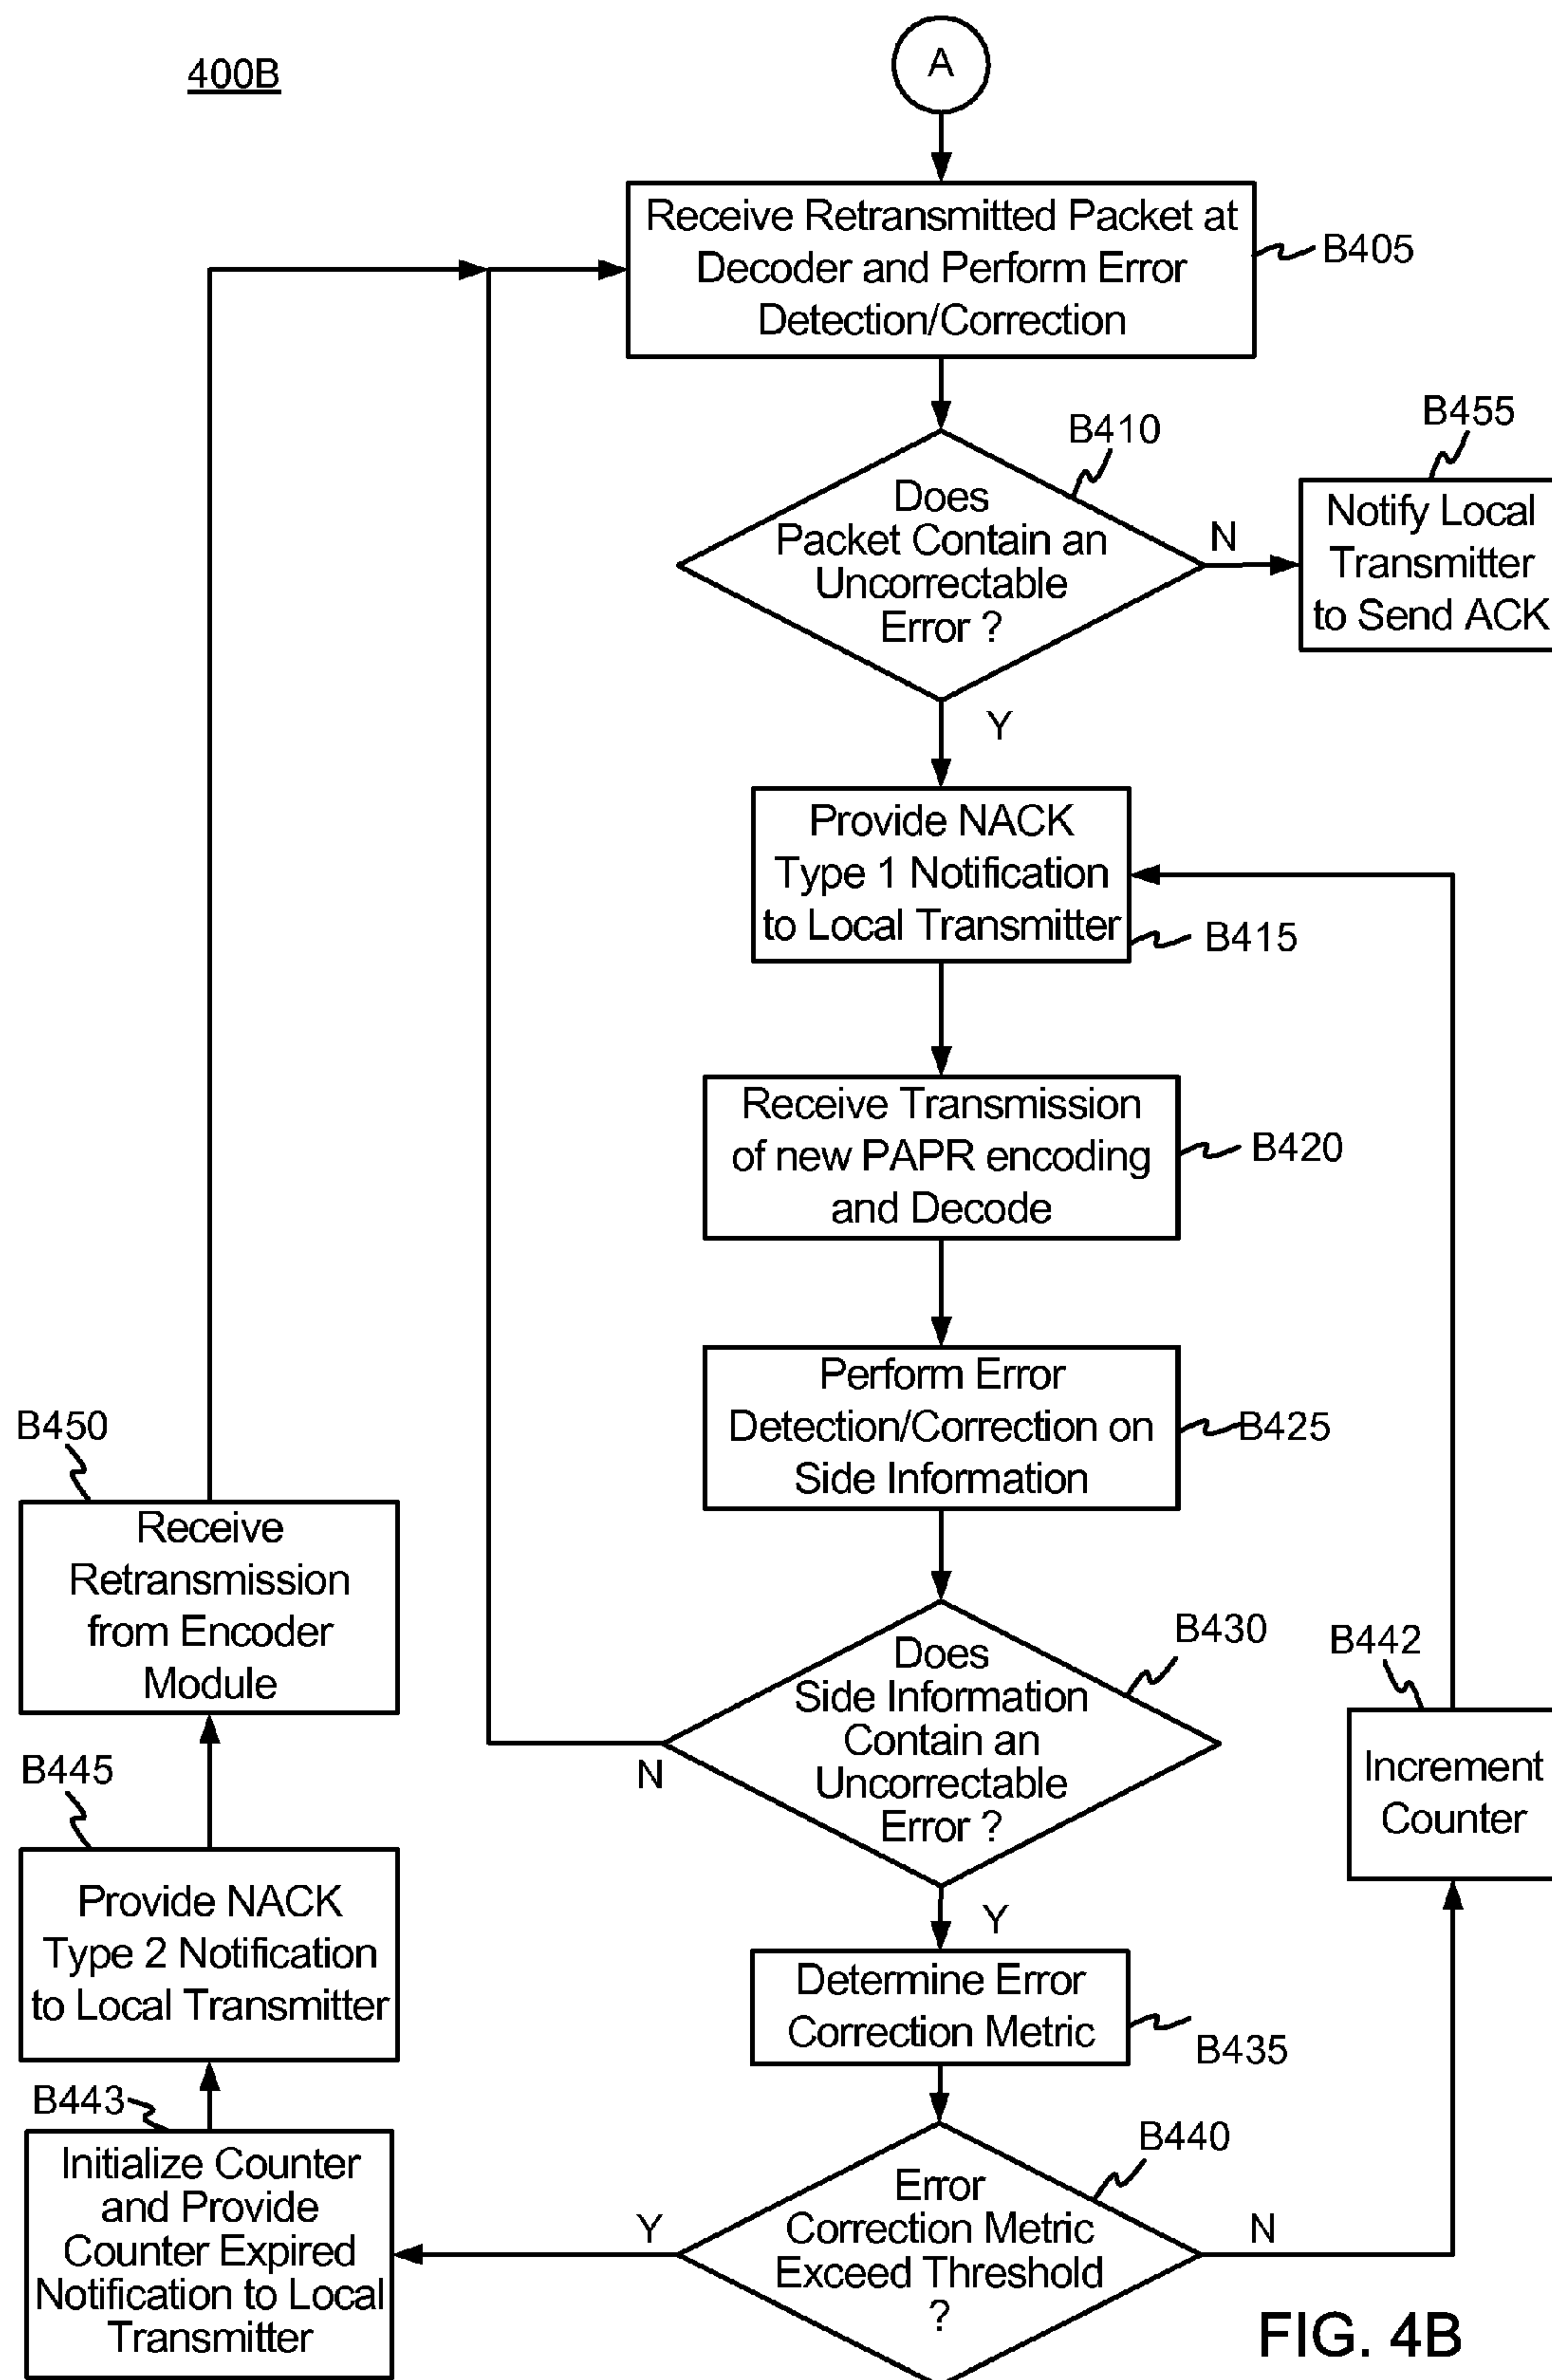 400B
A
Receive Retransmitted Packet at
Decoder and Perform Error
Detection/Correction
B405
B410
Does
Packet Contain an
Uncorrectable
Error ?
N
B455
Notify Local
Transmitter
to Send ACK
Y
Provide NACK
Type 1 Notification
to Local Transmitter
B415
Receive Transmission
of new PAPR encoding
and Decode
B420
Perform Error
Detection/Correction on
Side Information
B425
B450
Receive
Retransmission
from Encoder
Module
Does
Side Information
Contain an
Uncorrectable
Error ?
B430
N
Y
B442
Increment
Counter
B445
Provide NACK
Type 2 Notification
to Local Transmitter
Determine Error
Correction Metric
B435
B443
Initialize Counter
and Provide
Counter Expired
Notification to Local
Transmitter
Y
B440
Error
Correction Metric
Exceed Threshold
?
N
FIG. 4B